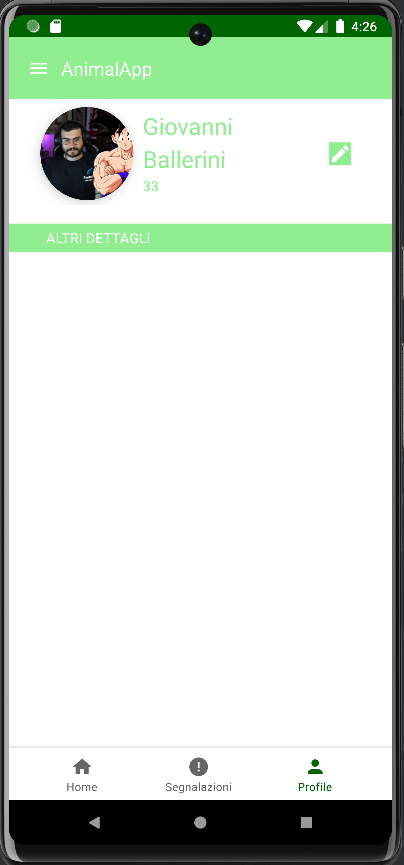 4:26
AnimalApp
Giovanni
Ballerini
33
ALTRI DETTAGLI
Home
Segnalazioni
Profile